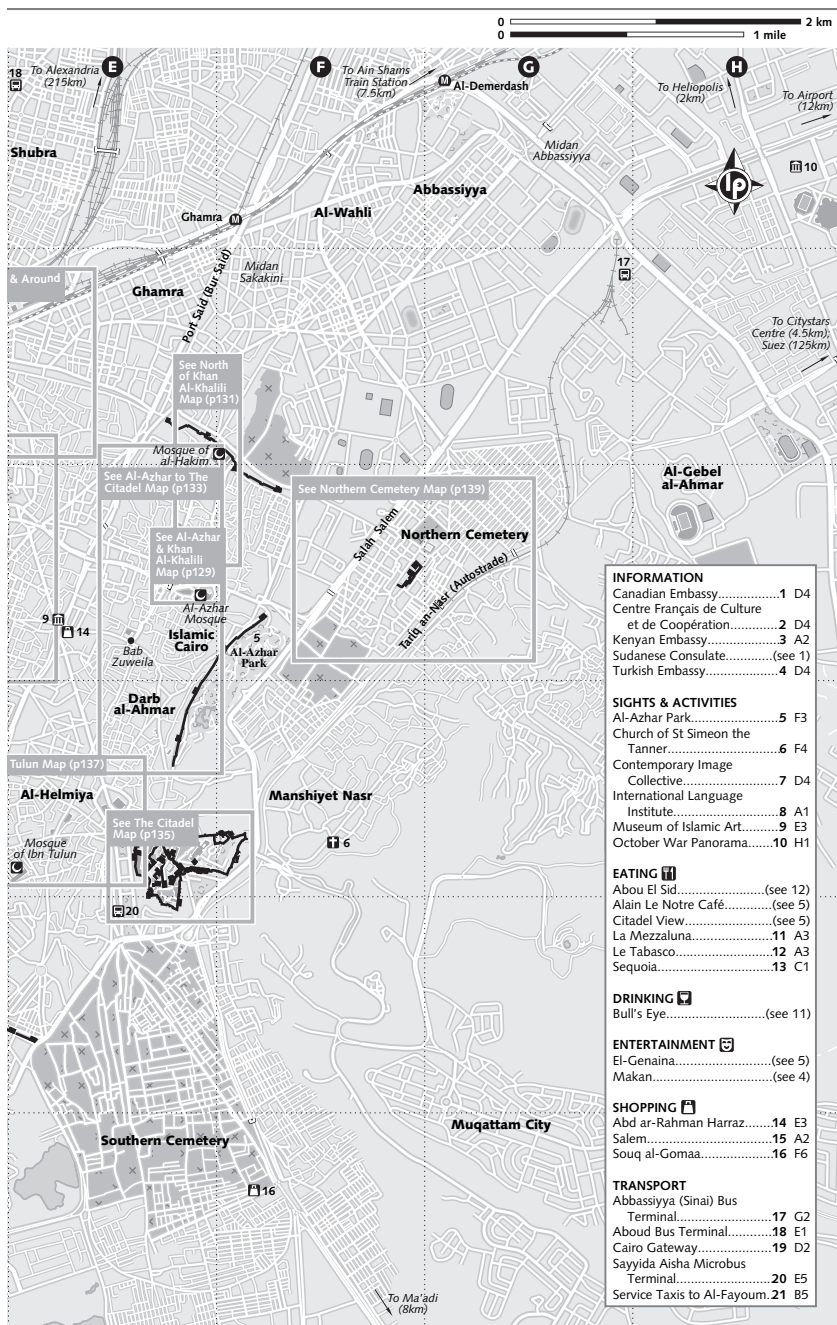 0 2 km
0 1 mile
E
F
G
H
18
To Alexandria
(215km)
To Ain Shams
Train Station
(7.5km)
Al-Demerdash
To Heliopolis
(2km)
To Airport
(12km)
Shubra
Midan
Abbassiyya
lp
10
Abbassiyya
Al-Wahli
Ghamra
Port Said (Bur Said)
Midan
Sakakini
17
& Around
Ghamra
To Citystars
Centre (4.5km);
Suez (125km)
See North
of Khan
Al-Khalili
Map (p131)
Mosque of
al-Hakim
Al-Gebel
al-Ahmar
See Al-Azhar to The
Citadel Map (p133)
See Northern Cemetery Map (p139)
Salah Salem
Northern Cemetery
See Al-Azhar
& Khan
Al-Khalili
Map (p129)
Tariq an-Nasr (Autostrade)
Al-Azhar
Mosque
9
14
Islamic
Cairo
5
Al-Azhar
Park
Bab
Zuweila
Darb
al-Ahmar
Tulun Map (p137)
Al-Helmiya
Manshiyet Nasr
See The Citadel
Map (p135)
Mosque
of Ibn Tulun
6
20
Southern Cemetery
Muqattam City
16
To Ma'adi
(8km)
INFORMATION
Canadian Embassy................1 D4
Centre Français de Culture
et de Coopération...........2 D4
Kenyan Embassy..................3 A2
Sudanese Consulate............(see 1)
Turkish Embassy..................4 D4
SIGHTS & ACTIVITIES
Al-Azhar Park.......................5 F3
Church of St Simeon the
Tanner............................6 F4
Contemporary Image
Collective........................7 D4
International Language
Institute..........................8 A1
Museum of Islamic Art.........9 E3
October War Panorama......10 H1
EATING
Abou El Sid........................(see 12)
Alain Le Notre Café.............(see 5)
Citadel View.......................(see 5)
La Mezzaluna.....................11 A3
Le Tabasco.........................12 A3
Sequoia..............................13 C1
DRINKING
Bull's Eye..........................(see 11)
ENTERTAINMENT
El-Genaina.........................(see 5)
Makan................................(see 4)
SHOPPING
Abd ar-Rahman Harraz.......14 E3
Salem.................................15 A2
Souq al-Gomaa..................16 F6
TRANSPORT
Abbassiyya (Sinai) Bus
Terminal........................17 G2
Aboud Bus Terminal...........18 E1
Cairo Gateway...................19 D2
Sayyida Aisha Microbus
Terminal........................20 E5
Service Taxis to Al-Fayoum.21 B5